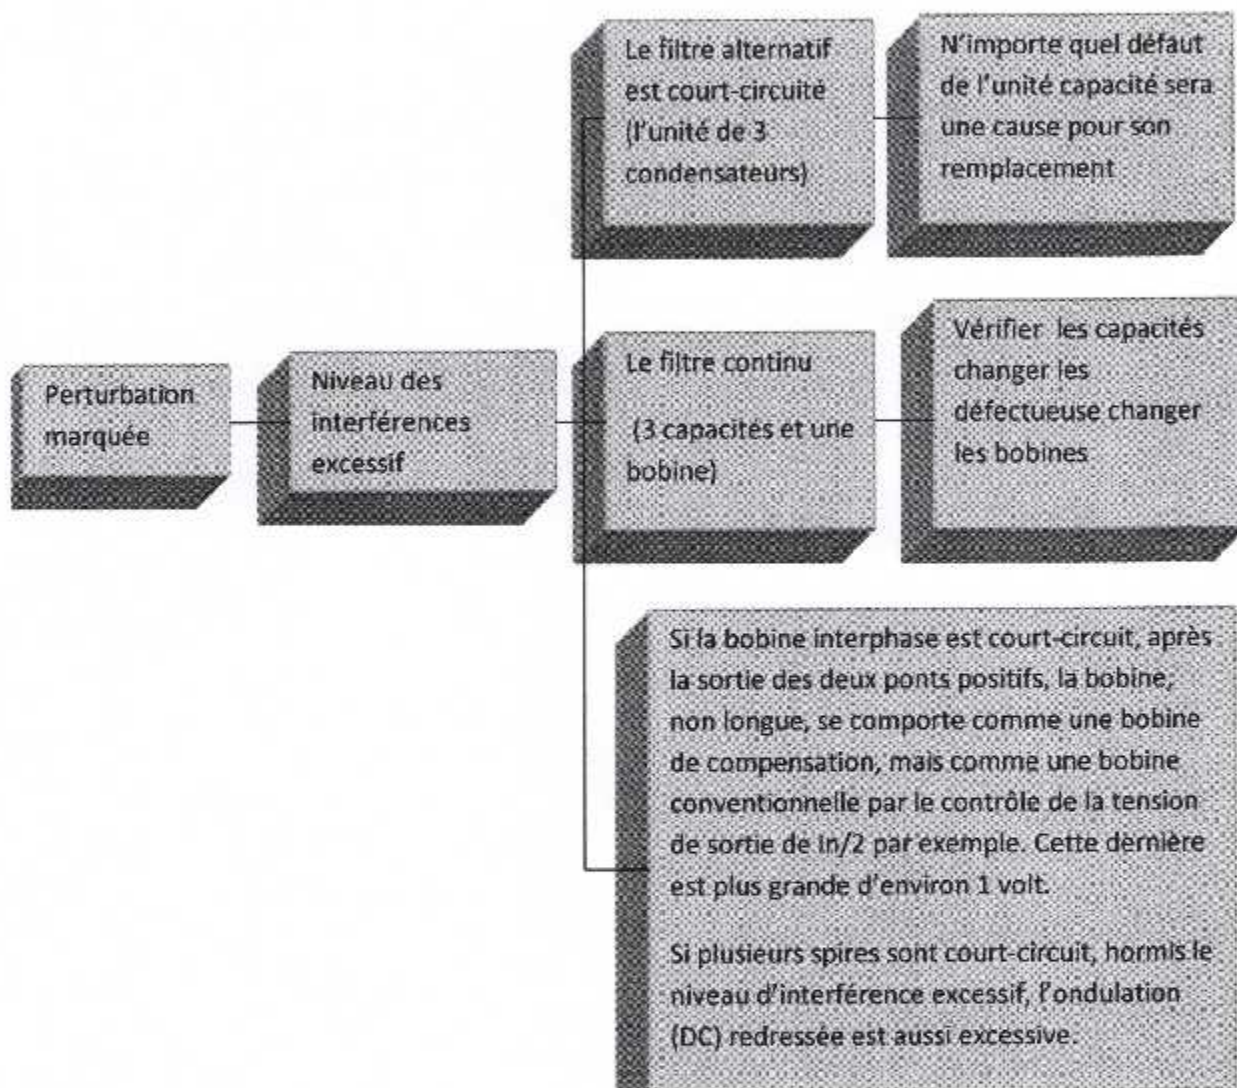 Le filtre alternatif
est court-circuité
(l'unité de 3
condensateurs)
N'importe quel défaut
de l'unité capacité sera
une cause pour son
remplacement
Perturbation
marquée
Niveau des
interférences
excessif
Le filtre continu
(3 capacités et une
bobine)
Vérifier les capacités
changer les
défectueuse changer
les bobines
Si la bobine interphase est court-circuit, après
la sortie des deux ponts positifs, la bobine,
non longue, se comporte comme une bobine
de compensation, mais comme une bobine
conventionnelle par le contrôle de la tension
de sortie de In/2 par exemple. Cette dernière
est plus grande d'environ 1 volt.
Si plusieurs spires sont court-circuit, hormis le
niveau d'interférence excessif, l'ondulation
(DC) redressée est aussi excessive.